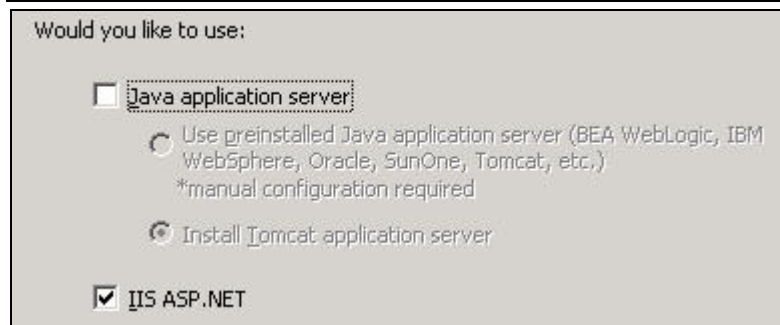 Would you like to use:
Java application server
Use preinstalled Java application server (BEA WebLogic, IBM
WebSphere, Oracle, SunOne, Tomcat, etc.)
*manual configuration required
Install Tomcat application server
IIS ASP.NET